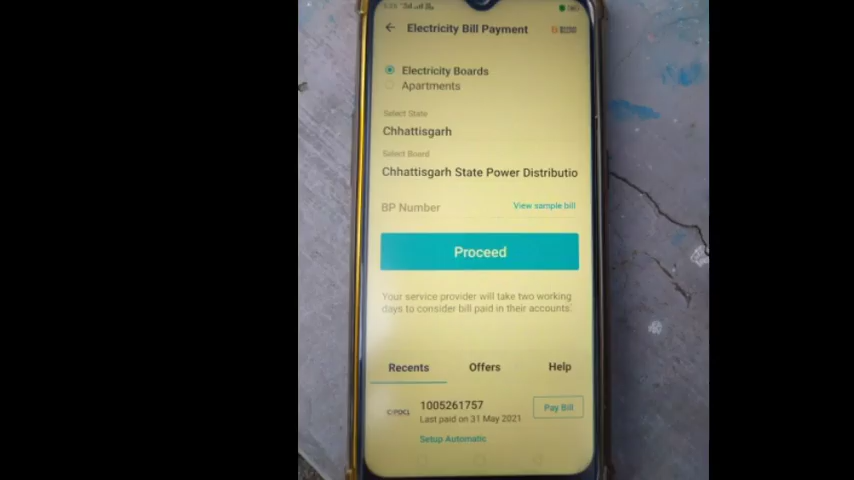 Electricity Bill Payment
Electricity Boards
Apartments
Select State
Chhattisgarh
Select Board
Chhattisgarh State Power Distributio
BP Number
View sample bill
Proceed
Your service provider will take two working
days to consider bill paid in their accounts.
Recents Offers Help
1005261757
Last paid on 31 May 2021
Pay Bill
Setup Automatic